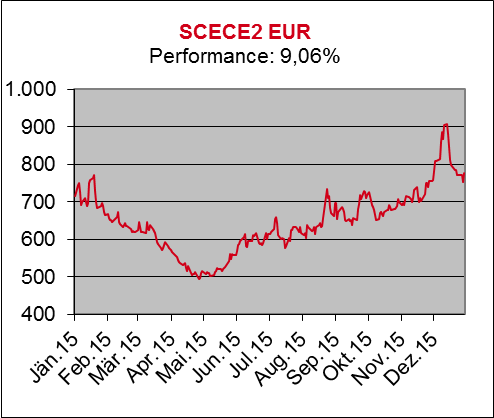 SCECE2 EUR
Performance: 9,06%
1.000
900
800
700
600
500
400
Jän.15
Feb.15
Mär.15
Apr.15
Mai.15
Jun.15
Jul.15
Aug.15
Sep.15
Okt.15
Nov.15
Dez.15